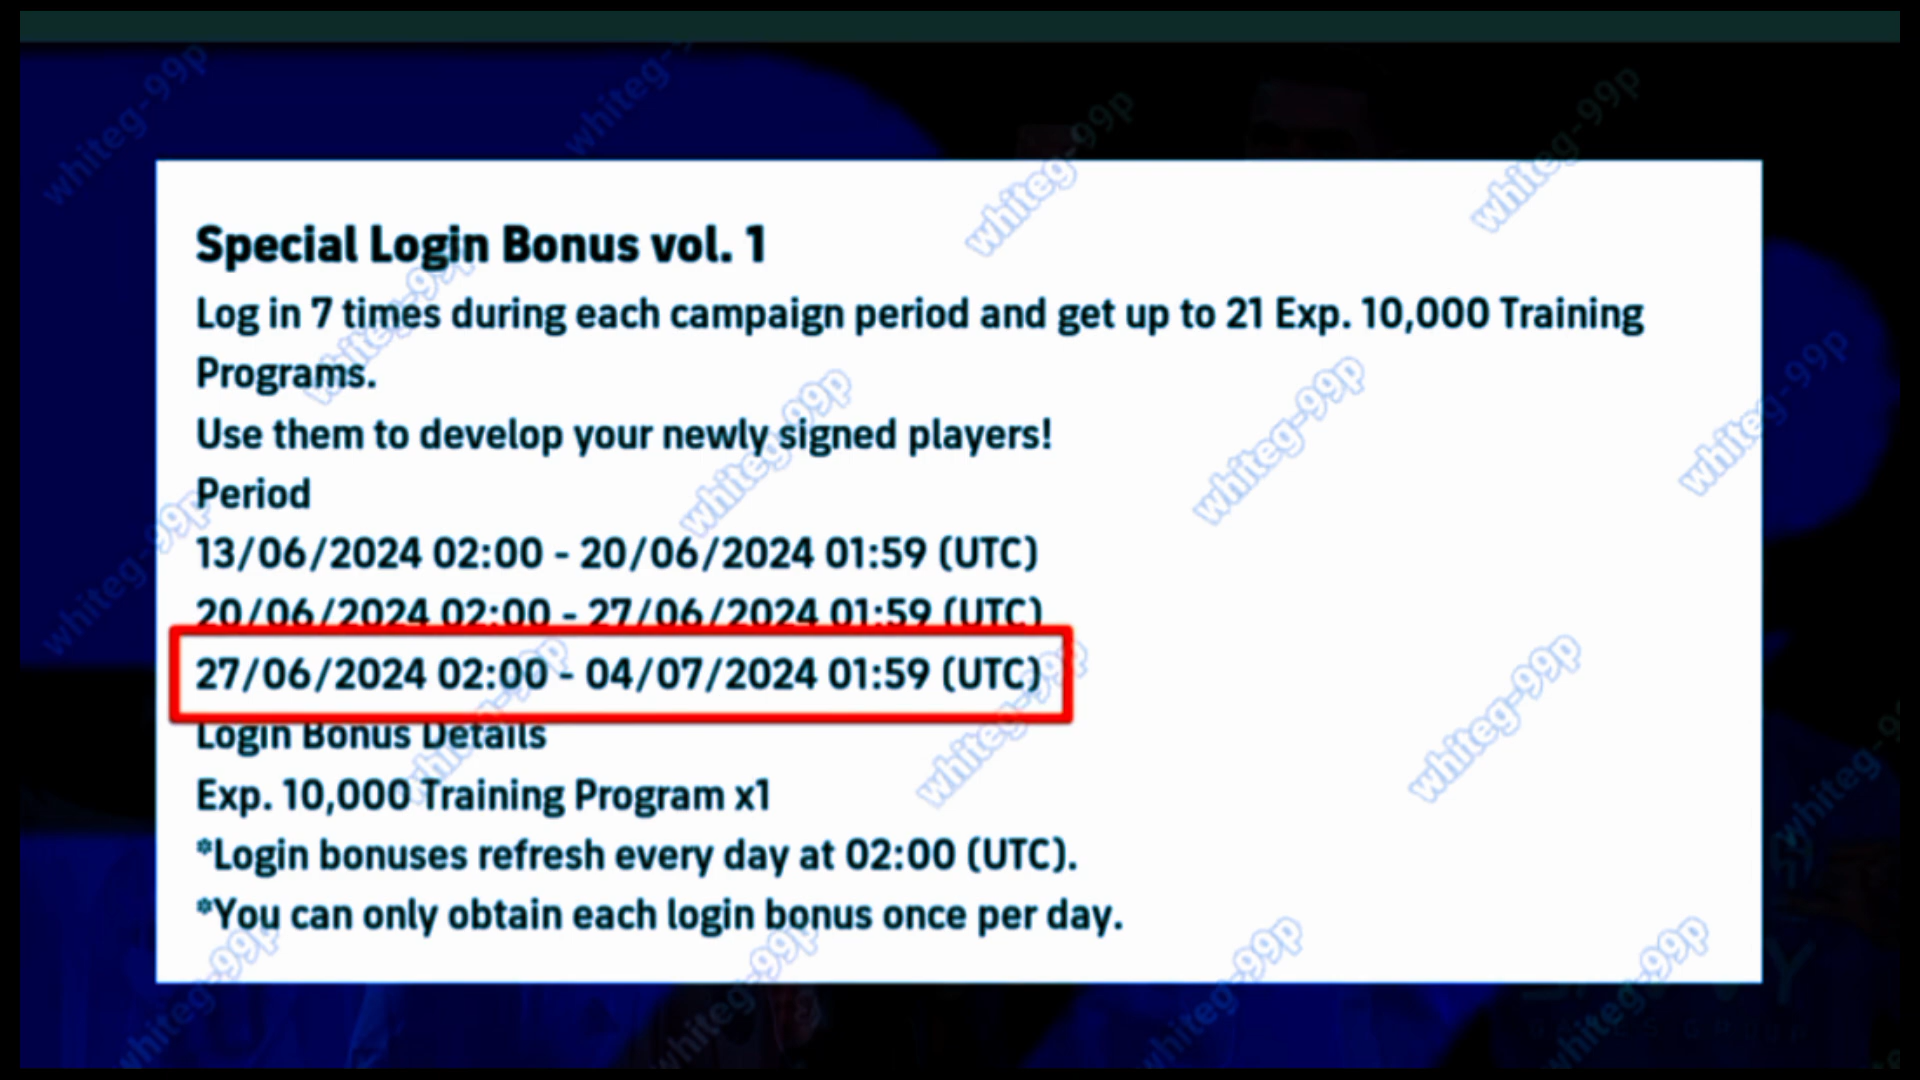 Special Login Bonus vol. 1
Log in 7 times during each campaign period and get up to 21 Exp. 10,000 Training
Programs.
Use them to develop your newly signed players!
Period
13/06/2024 02:00 - 20/06/2024 01:59 (UTC)
20/06/2024 02:00 - 27/06/2024 01:59 (UTC)
27/06/2024 02:00 - 04/07/2024 01:59 (UTC)
Login Bonus Details
Exp. 10,000 Training Program x1
*Login bonuses refresh every day at 02:00 (UTC).
*You can only obtain each login bonus once per day.
whiteg-99p